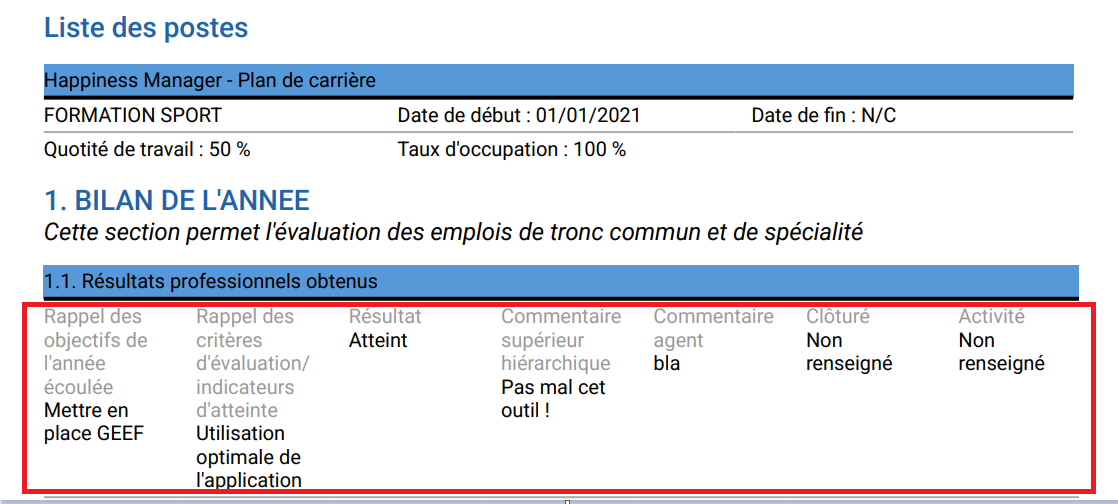 Liste des postes
Happiness Manager - Plan de carrière
FORMATION SPORT Date de début : 01/01/2021 Date de fin : N/C
Quotité de travail : 50 % Taux d'occupation : 100 %
1. BILAN DE L'ANNEE
Cette section permet l'évaluation des emplois de tronc commun et de spécialité
1.1. Résultats professionnels obtenus
Rappel des
objectifs de
l'année
écoulée
Mettre en
place GEEF
Rappel des
critères
d'évaluation/
indicateurs
d'atteinte
Utilisation
optimale de
l'application
Résultat
Atteint
Commentaire
supérieur
hiérarchique
Pas mal cet
outil !
Commentaire
agent
bla
Clôturé
Non
renseigné
Activité
Non
renseigné